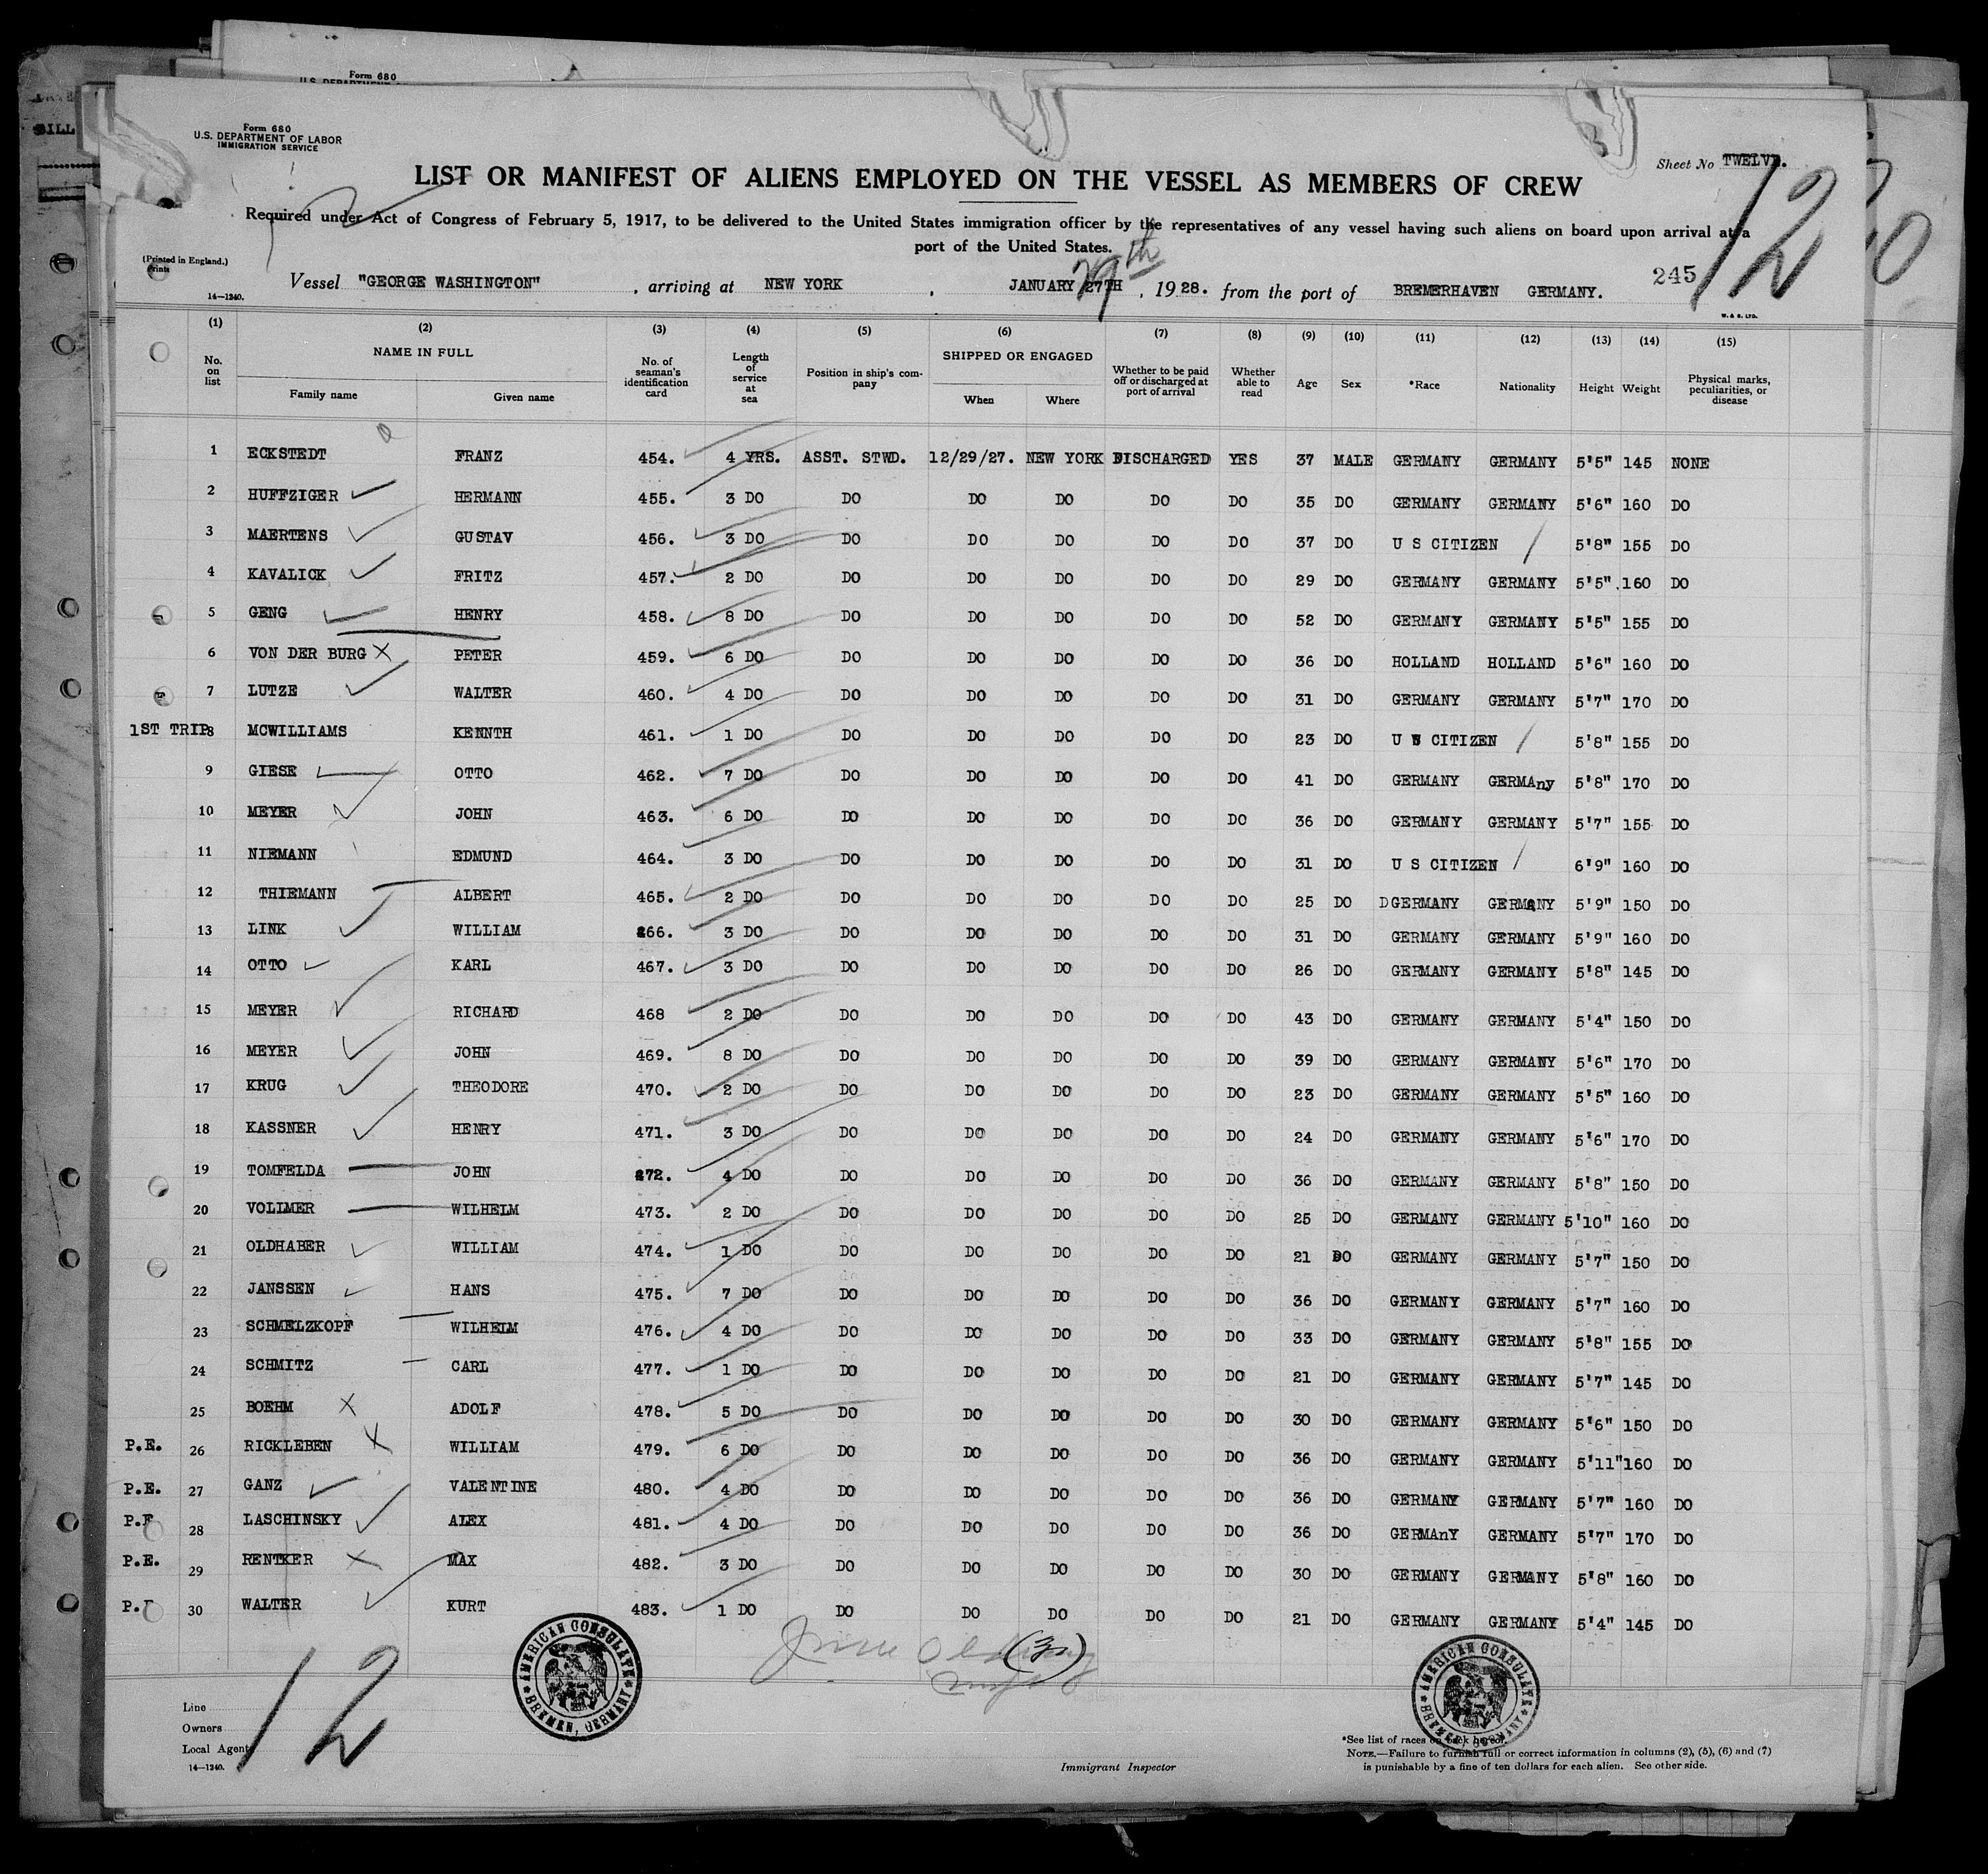 Form 680
Form 680
U.S. DEPARTMENT OF LABOR
IMMIGRATION SERVICE
Sheet No TWELVE.
LIST OR MANIFEST OF ALIENS EMPLOYED ON THE VESSEL AS MEMBERS OF CREW
Required under Act of Congress of February 5, 1917, to be delivered to the United States immigration officer by the representatives of any vessel having such aliens on board upon arrival at a
port of the United States.
(Printed in England.)
12
245
Vessel "GEORGE WASHINGTON", arriving at NEW YORK, JANUARY 27TH 29th, 1928. from the port of BREMERHAVEN GERMANY.
14—1240.
W. & S. LTD.
(1) (2) (3) (4) (5) (6) (7) (8) (9) (10) (11) (12) (13) (14) (15)
No. on list NAME IN FULL Family name Given name No. of seaman's identification card Length of service at sea Position in ship's company SHIPPED OR ENGAGED When Where Whether to be paid off or discharged at port of arrival Whether able to read Age Sex *Race Nationality Height Weight Physical marks, peculiarities, or disease
1 ECKSTEDT FRANZ 454. 4 YRS. ASST. STWD. 12/29/27. NEW YORK DISCHARGED YES 37 MALE GERMANY GERMANY 5'5" 145 NONE
2 HUFFZIGER HERMANN 455. 3 DO DO DO DO DO DO 35 DO GERMANY GERMANY 5'6" 160 DO
3 MAERTENS GUSTAV 456. 3 DO DO DO DO DO DO 37 DO U S CITIZEN 5'8" 155 DO
4 KAVALICK FRITZ 457. 2 DO DO DO DO DO DO 29 DO GERMANY GERMANY 5'5" 160 DO
5 GENG HENRY 458. 8 DO DO DO DO DO DO 52 DO GERMANY GERMANY 5'5" 155 DO
6 VON DER BURG X PETER 459. 6 DO DO DO DO DO DO 36 DO HOLLAND HOLLAND 5'6" 160 DO
7 LUTZE WALTER 460. 4 DO DO DO DO DO DO 31 DO GERMANY GERMANY 5'7" 170 DO
1ST TRIP 8 MCWILLIAMS KENNTH 461. 1 DO DO DO DO DO DO 23 DO U S CITIZEN 5'8" 155 DO
9 GIESE OTTO 462. 7 DO DO DO DO DO DO 41 DO GERMANY GERMAny 5'8" 170 DO
10 MEYER JOHN 463. 6 DO DO DO DO DO DO 36 DO GERMANY GERMANY 5'7" 155 DO
11 NIEMANN EDMUND 464. 3 DO DO DO DO DO DO 31 DO U S CITIZEN 6'9" 160 DO
12 THIEMANN ALBERT 465. 2 DO DO DO DO DO DO 25 DO DGERMANY GERMANY 5'9" 150 DO
13 LINK WILLIAM 466. 3 DO DO DO DO DO DO 31 DO GERMANY GERMANY 5'9" 160 DO
14 OTTO KARL 467. 3 DO DO DO DO DO DO 26 DO GERMANY GERMANY 5'8" 145 DO
15 MEYER RICHARD 468 2 DO DO DO DO DO DO 43 DO GERMANY GERMANY 5'4" 150 DO
16 MEYER JOHN 469. 8 DO DO DO DO DO DO 39 DO GERMANY GERMANY 5'6" 170 DO
17 KRUG THEODORE 470. 2 DO DO DO DO DO DO 23 DO GERMANY GERMANY 5'5" 160 DO
18 KASSNER HENRY 471. 3 DO DO DO DO DO DO 24 DO GERMANY GERMANY 5'6" 170 DO
19 TOMFELDA JOHN 472. 4 DO DO DO DO DO DO 36 DO GERMANY GERMANY 5'8" 150 DO
20 VOLLMER WILHELM 473. 2 DO DO DO DO DO DO 25 DO GERMANY GERMANY 5'10" 160 DO
21 OLDHABER WILLIAM 474. 1 DO DO DO DO DO DO 21 DO GERMANY GERMANY 5'7" 150 DO
22 JANSSEN HANS 475. 7 DO DO DO DO DO DO 36 DO GERMANY GERMANY 5'7" 160 DO
23 SCHMELZKOPF WILHELM 476. 4 DO DO DO DO DO DO 33 DO GERMANY GERMANY 5'8" 155 DO
24 SCHMITZ CARL 477. 1 DO DO DO DO DO DO 21 DO GERMANY GERMANY 5'7" 145 DO
25 BOEHM X ADOLF 478. 5 DO DO DO DO DO DO 30 DO GERMANY GERMANY 5'6" 150 DO
P.E. 26 RICKLEBEN X WILLIAM 479. 6 DO DO DO DO DO DO 36 DO GERMANY GERMANY 5'11" 160 DO
P.E. 27 GANZ VALENTINE 480. 4 DO DO DO DO DO DO 36 DO GERMANY GERMANY 5'7" 160 DO
P.E 28 LASCHINSKY ALEX 481. 4 DO DO DO DO DO DO 36 DO GERMAnY GERMANY 5'7" 170 DO
P.E. 29 RENTKER X MAX 482. 3 DO DO DO DO DO DO 30 DO GERMANY GERMANY 5'8" 160 DO
P. 30 WALTER KURT 483. 1 DO DO DO DO DO DO 21 DO GERMANY GERMANY 5'4" 145 DO
12
AMERICAN CONSULATE BREMEN, GERMANY
(30)
AMERICAN CONSULATE BREMEN, GERMANY
Line
Owners
Local Agents
14—1240.
Immigrant Inspector
*See list of races on back hereof.
NOTE.—Failure to furnish full or correct information in columns (2), (5), (6) and (7)
is punishable by a fine of ten dollars for each alien. See other side.